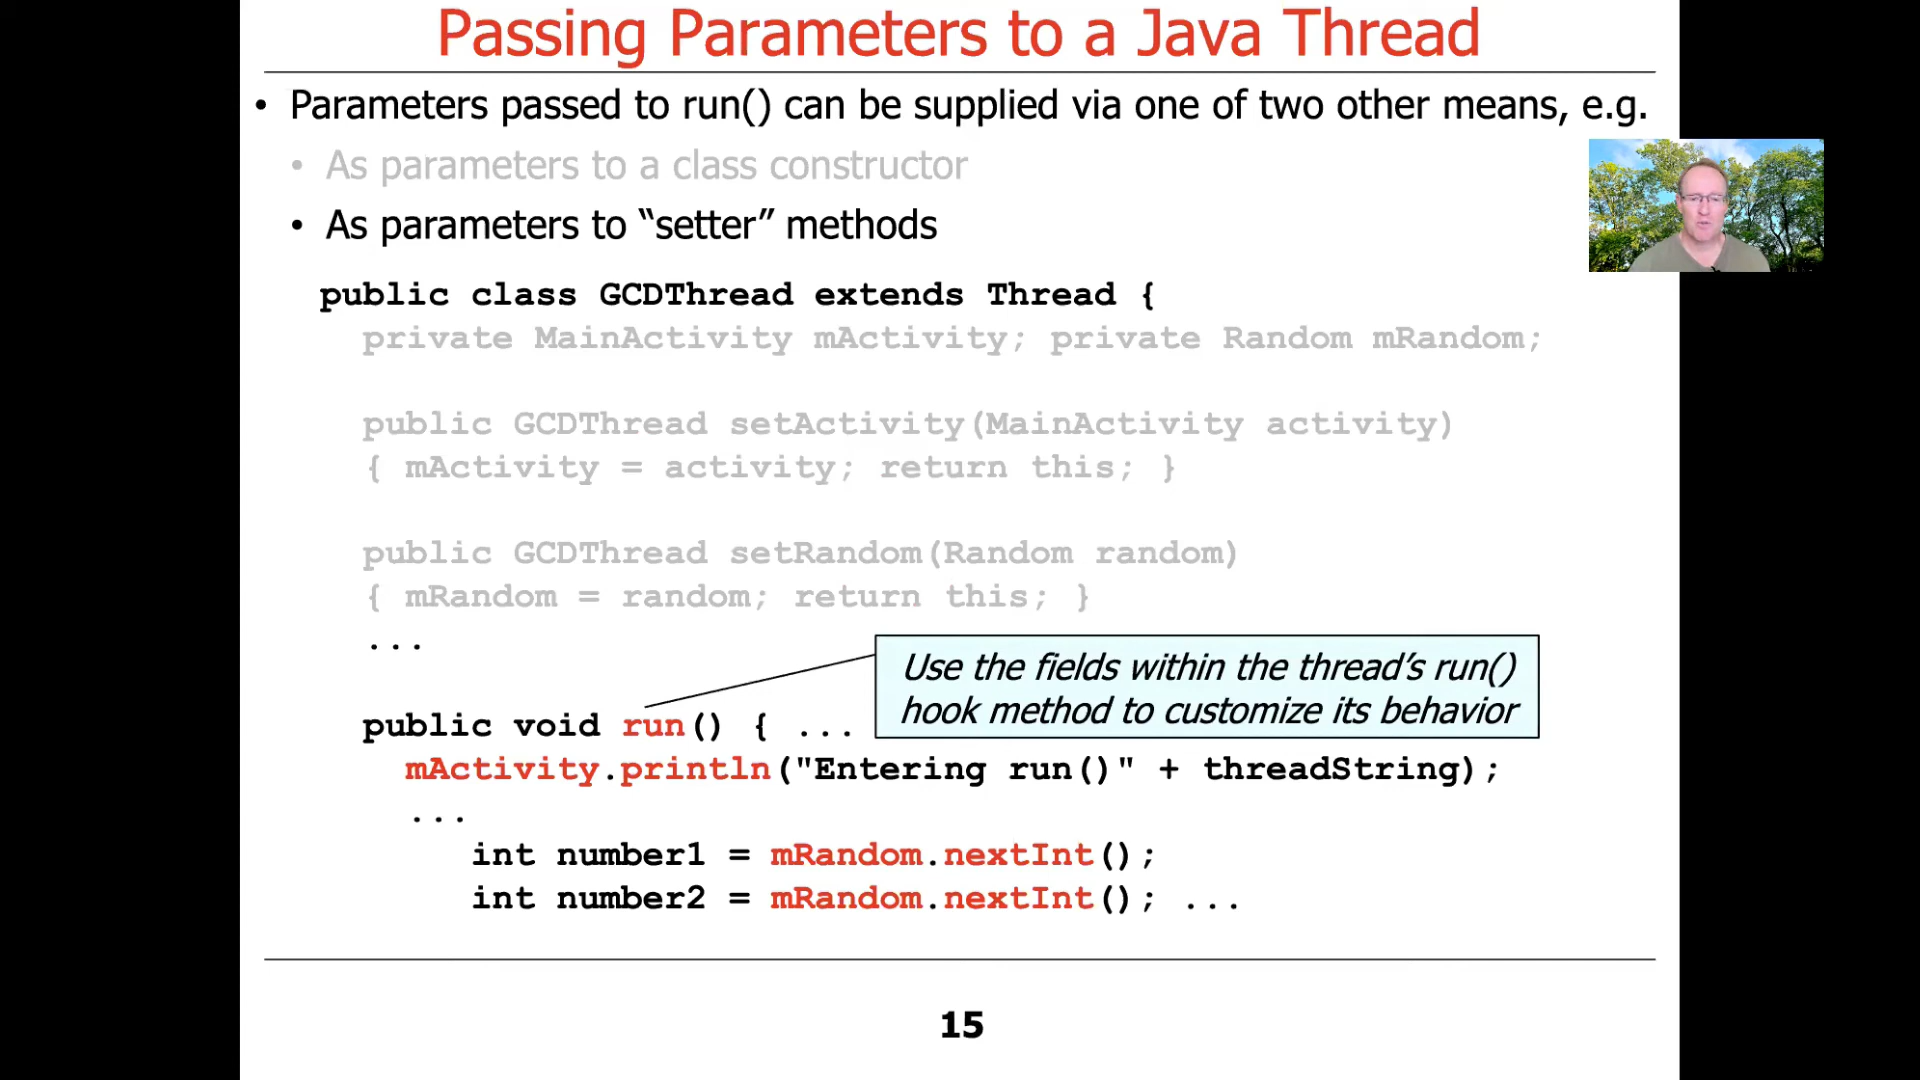 Passing Parameters to a Java Thread
• Parameters passed to run() can be supplied via one of two other means, e.g.
• As parameters to a class constructor
• As parameters to “setter” methods
public class GCDThread extends Thread {
private MainActivity mActivity; private Random mRandom;
public GCDThread setActivity(MainActivity activity)
{ mActivity = activity; return this; }
public GCDThread setRandom(Random random)
{ mRandom = random; return this; }
...
Use the fields within the thread’s run()
hook method to customize its behavior
public void run() { ...
mActivity.println("Entering run()" + threadString);
...
int number1 = mRandom.nextInt();
int number2 = mRandom.nextInt(); ...
15